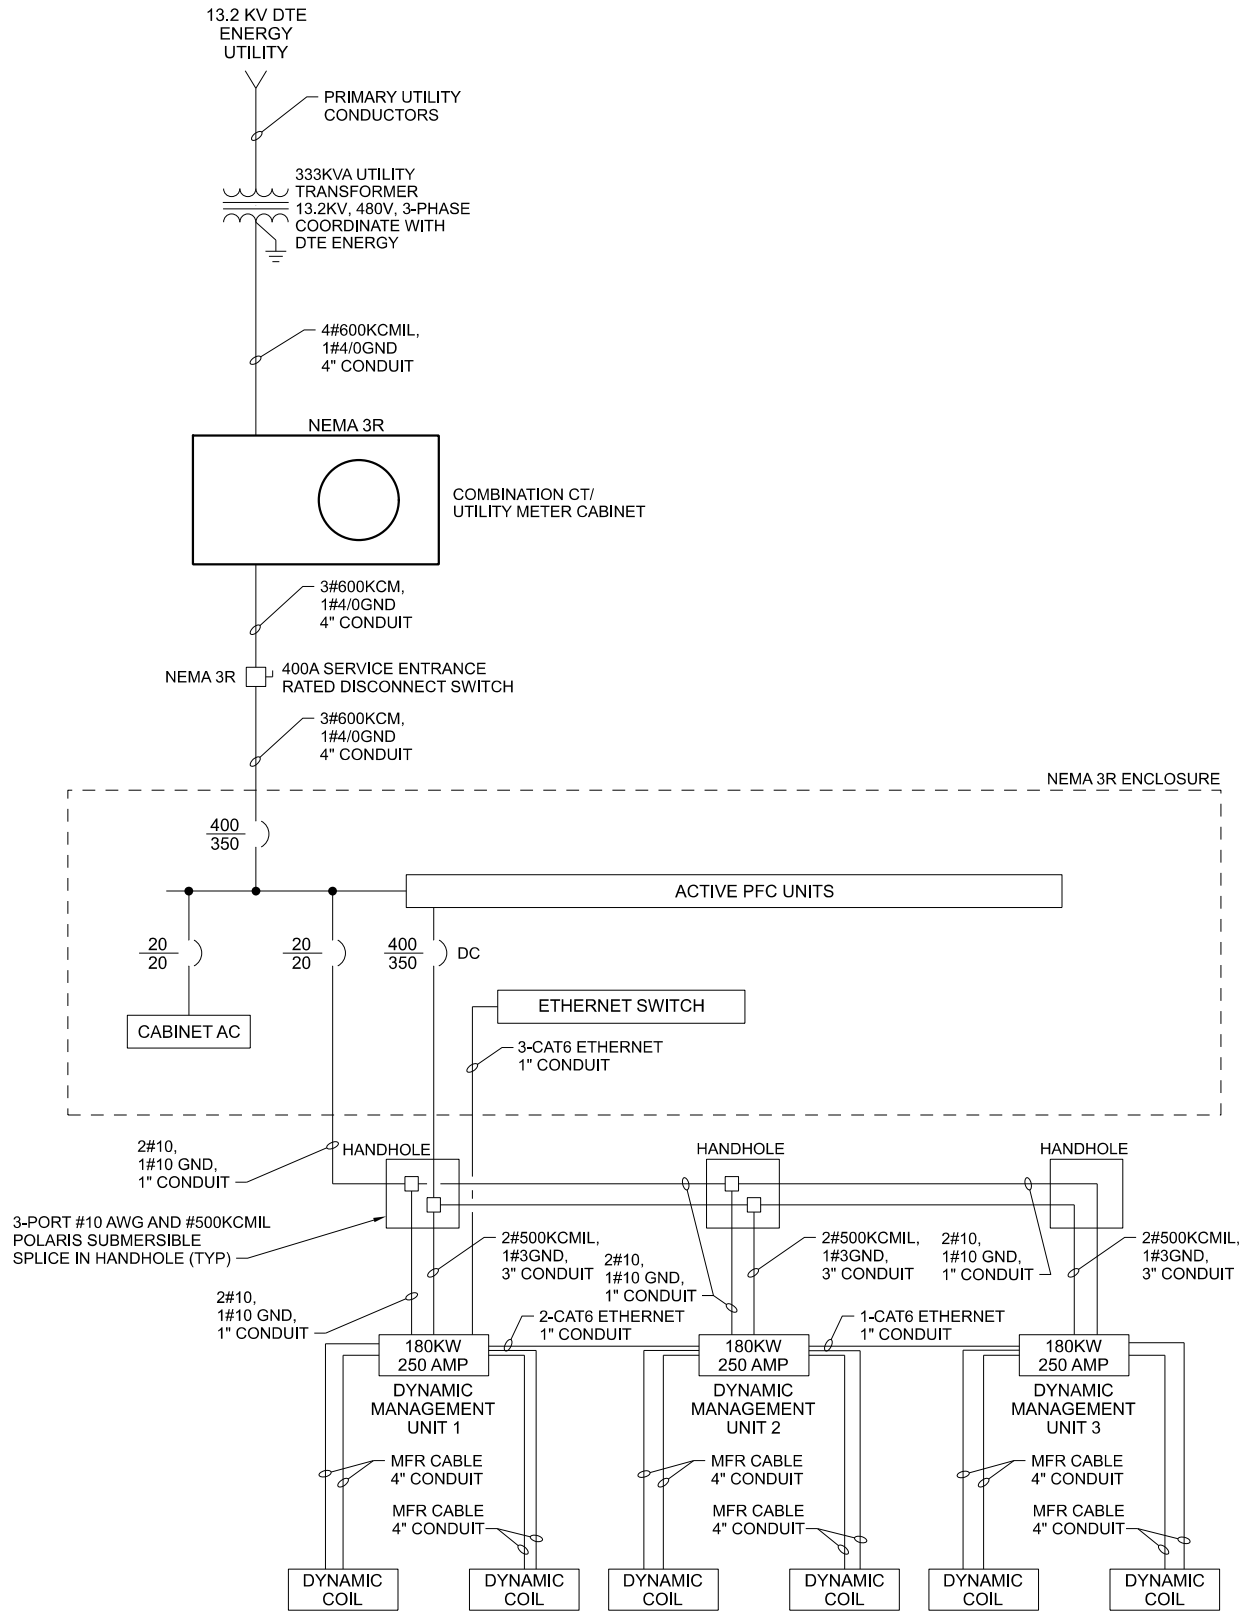 13.2 KV DTE
ENERGY
UTILITY
PRIMARY UTILITY
CONDUCTORS
333KVA UTILITY
TRANSFORMER
13.2KV, 480V, 3-PHASE
COORDINATE WITH
DTE ENERGY
4#600KCMIL,
1#4/0GND
4" CONDUIT
NEMA 3R
COMBINATION CT/
UTILITY METER CABINET
3#600KCM,
1#4/0GND
4" CONDUIT
NEMA 3R
400A SERVICE ENTRANCE
RATED DISCONNECT SWITCH
3#600KCM,
1#4/0GND
4" CONDUIT
NEMA 3R ENCLOSURE
400
350
ACTIVE PFC UNITS
20
20
20
20
400
350
DC
CABINET AC
ETHERNET SWITCH
3-CAT6 ETHERNET
1" CONDUIT
2#10,
1#10 GND,
1" CONDUIT
HANDHOLE
HANDHOLE
HANDHOLE
3-PORT #10 AWG AND #500KCMIL
POLARIS SUBMERSIBLE
SPLICE IN HANDHOLE (TYP)
2#500KCMIL,
1#3GND,
3" CONDUIT
2#10,
1#10 GND,
1" CONDUIT
2#500KCMIL,
1#3GND,
3" CONDUIT
2#10,
1#10 GND,
1" CONDUIT
2#500KCMIL,
1#3GND,
3" CONDUIT
2#10,
1#10 GND,
1" CONDUIT
2-CAT6 ETHERNET
1" CONDUIT
1-CAT6 ETHERNET
1" CONDUIT
180KW
250 AMP
180KW
250 AMP
180KW
250 AMP
DYNAMIC
MANAGEMENT
UNIT 1
DYNAMIC
MANAGEMENT
UNIT 2
DYNAMIC
MANAGEMENT
UNIT 3
MFR CABLE
4" CONDUIT
MFR CABLE
4" CONDUIT
MFR CABLE
4" CONDUIT
MFR CABLE
4" CONDUIT
MFR CABLE
4" CONDUIT
MFR CABLE
4" CONDUIT
DYNAMIC
COIL
DYNAMIC
COIL
DYNAMIC
COIL
DYNAMIC
COIL
DYNAMIC
COIL
DYNAMIC
COIL